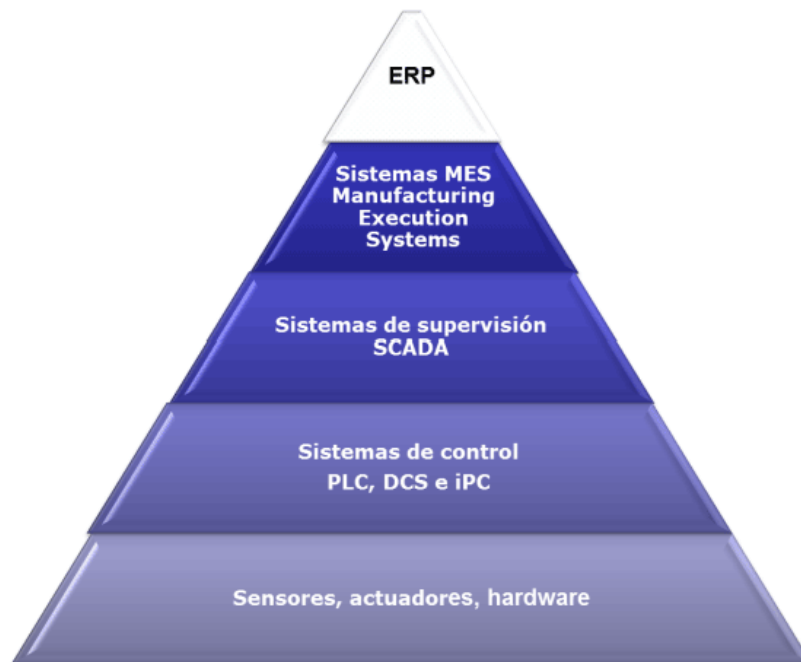 ERP
Sistemas MES
Manufacturing
Execution
Systems
Sistemas de supervisión
SCADA
Sistemas de control
PLC, DCS e iPC
Sensores, actuadores, hardware